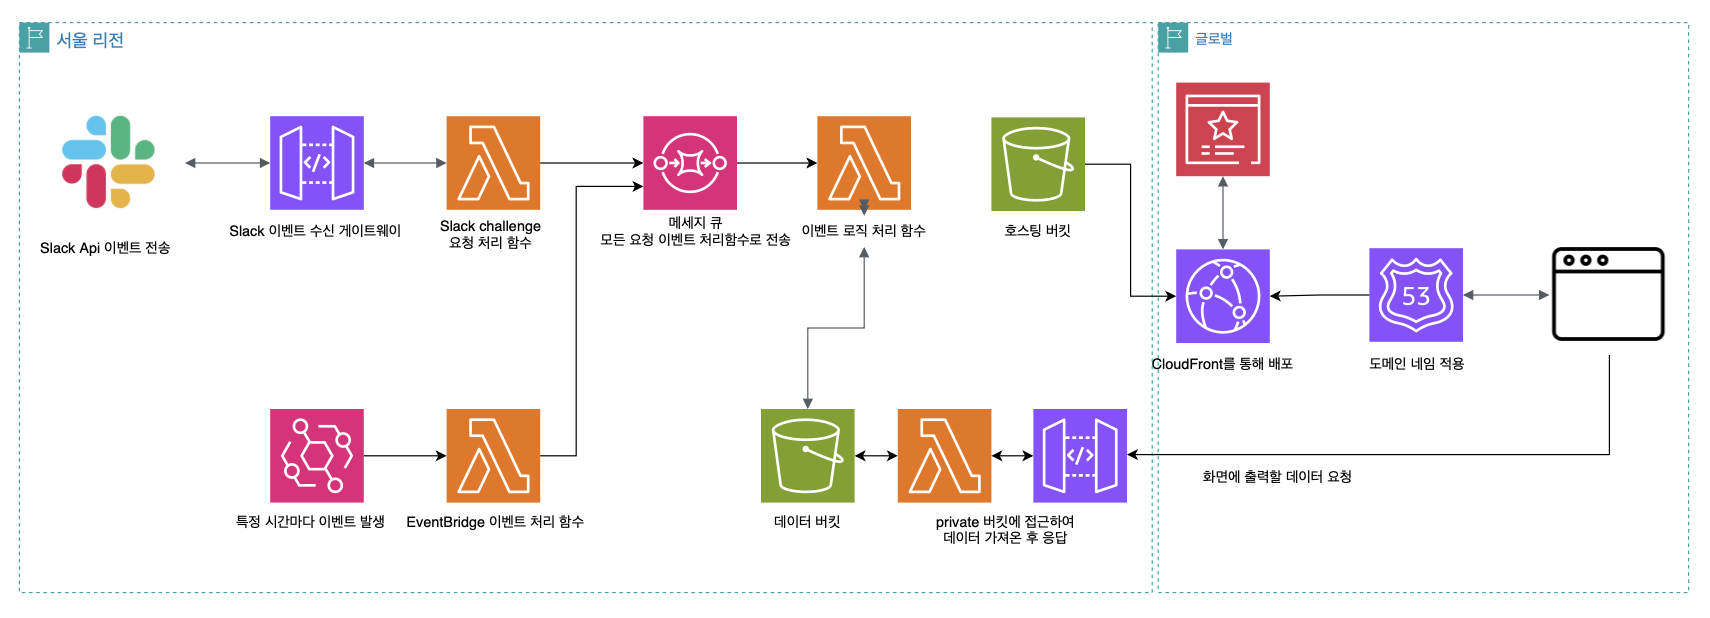 서울 리전
글로벌
Slack Api 이벤트 전송
Slack 이벤트 수신 게이트웨이
Slack challenge
요청 처리 함수
메세지 큐
모든 요청 이벤트 처리함수로 전송
이벤트 로직 처리 함수
호스팅 버킷
CloudFront를 통해 배포
53
도메인 네임 적용
특정 시간마다 이벤트 발생
EventBridge 이벤트 처리 함수
데이터 버킷
private 버킷에 접근하여
데이터 가져온 후 응답
화면에 출력할 데이터 요청